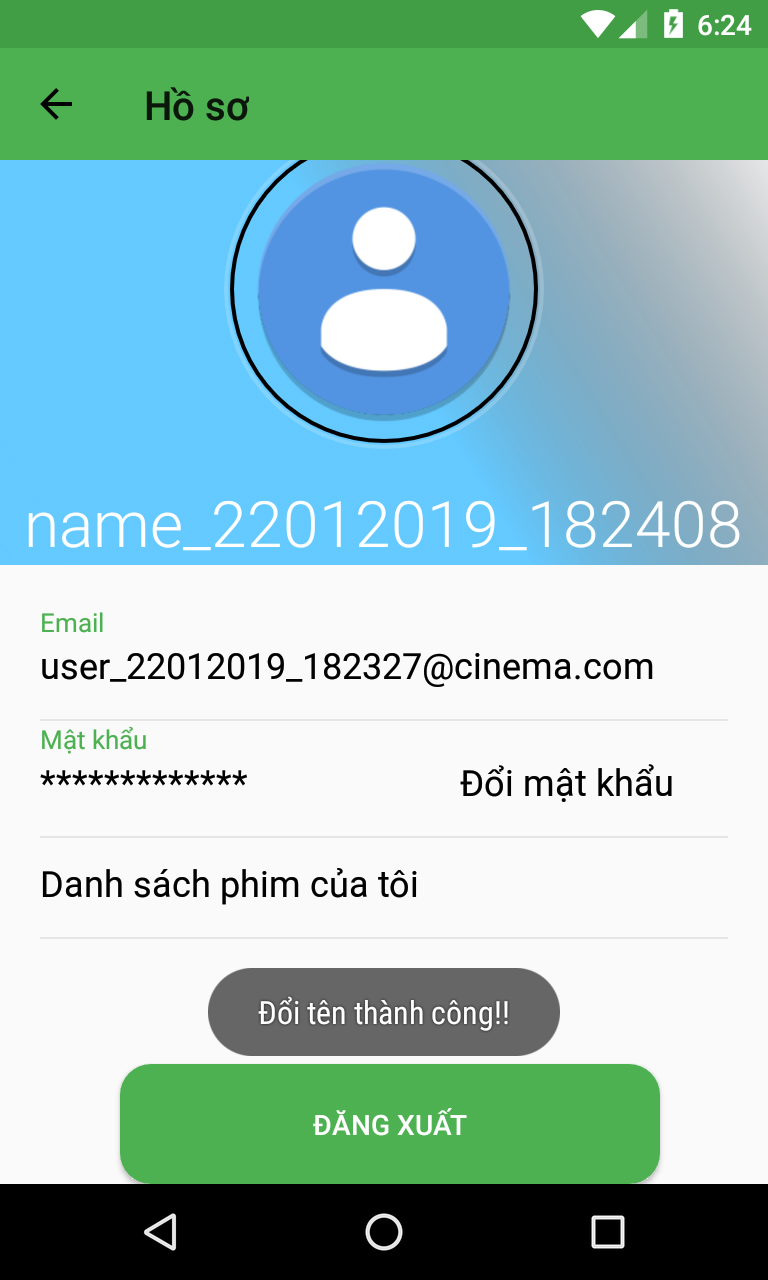 6:24
Hồ sơ
name_22012019_182408
Email
user_22012019_182327@cinema.com
Mật khẩu
************* Đổi mật khẩu
Danh sách phim của tôi
Đổi tên thành công!!
ĐĂNG XUẤT